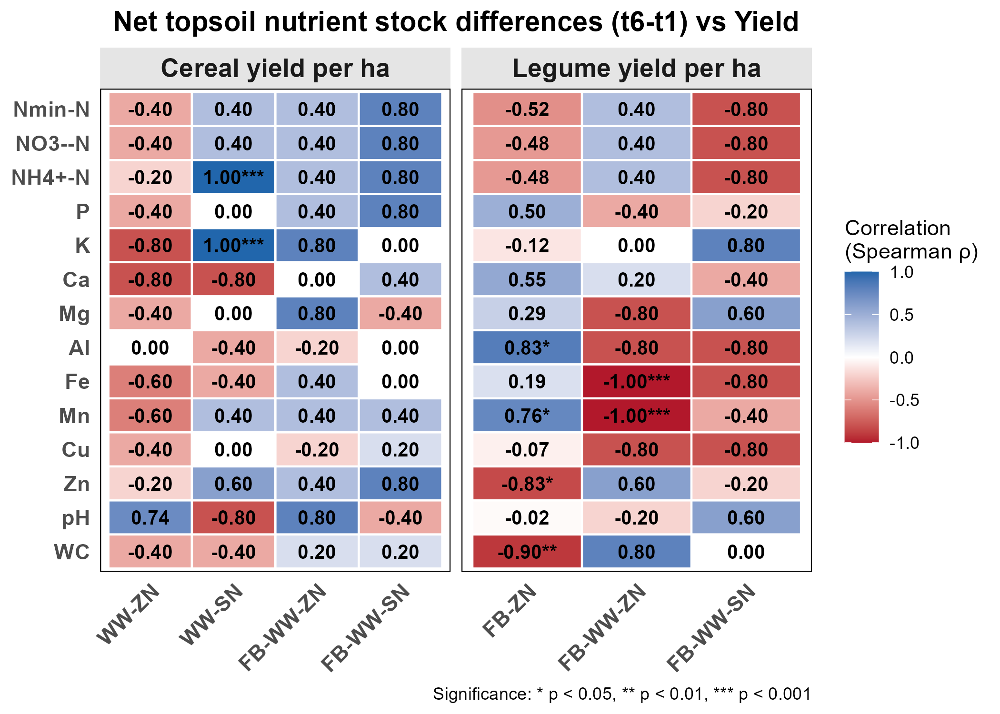 Net topsoil nutrient stock differences (t6-t1) vs Yield
Cereal yield per ha Legume yield per ha
Nmin-N -0.40 0.40 0.40 0.80 -0.52 0.40 -0.80
NO3--N -0.40 0.40 0.40 0.80 -0.48 0.40 -0.80
NH4+-N -0.20 1.00*** 0.40 0.80 -0.48 0.40 -0.80
P -0.40 0.00 0.40 0.80 0.50 -0.40 -0.20
K -0.80 1.00*** 0.80 0.00 -0.12 0.00 0.80
Ca -0.80 -0.80 0.00 0.40 0.55 0.20 -0.40
Mg -0.40 0.00 0.80 -0.40 0.29 -0.80 0.60
Al 0.00 -0.40 -0.20 0.00 0.83* -0.80 -0.80
Fe -0.60 -0.40 0.40 0.00 0.19 -1.00*** -0.80
Mn -0.60 0.40 0.40 0.40 0.76* -1.00*** -0.40
Cu -0.40 0.00 -0.20 0.20 -0.07 -0.80 -0.80
Zn -0.20 0.60 0.40 0.80 -0.83* 0.60 -0.20
pH 0.74 -0.80 0.80 -0.40 -0.02 -0.20 0.60
WC -0.40 -0.40 0.20 0.20 -0.90** 0.80 0.00
WW-ZN WW-SN FB-WW-ZN FB-WW-SN FB-ZN FB-WW-ZN FB-WW-SN
Correlation
(Spearman ρ)
1.0
0.5
0.0
-0.5
-1.0
Significance: * p < 0.05, ** p < 0.01, *** p < 0.001